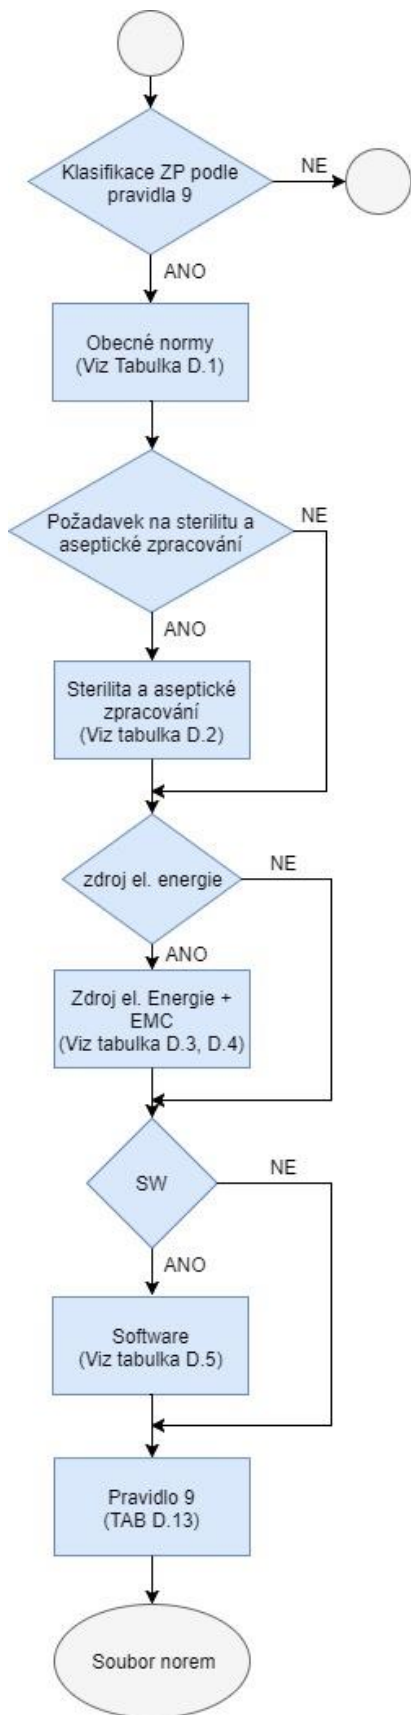 Klasifikace ZP podle
pravidla 9
NE
ANO
Obecné normy
(Viz Tabulka D.1)
Požadavek na sterilitu a
aseptické zpracování
NE
ANO
Sterilita a aseptické
zpracování
(Viz tabulka D.2)
zdroj el. energie
NE
ANO
Zdroj el. Energie +
EMC
(Viz tabulka D.3, D.4)
SW
NE
ANO
Software
(Viz tabulka D.5)
Pravidlo 9
(TAB D.13)
Soubor norem